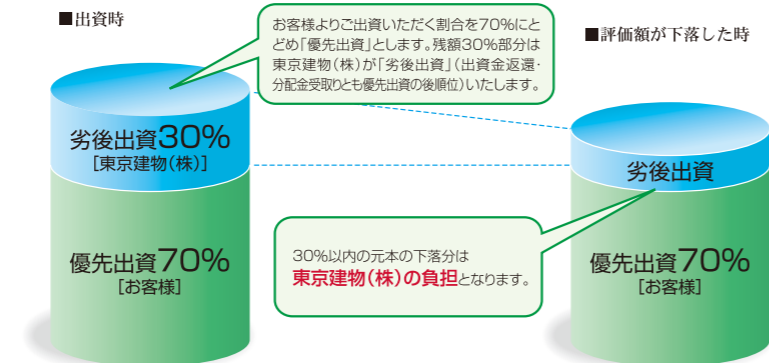 ■出資時
お客様よりご出資いただく割合を70%にと
どめ「優先出資」とします。残額30%部分は
東京建物(株)が「劣後出資」(出資金返還・
分配金受取りとも優先出資の後順位)いたします。
■評価額が下落した時
劣後出資30%
[東京建物(株)]
劣後出資
30%以内の元本の下落分は
東京建物(株)の負担となります。
優先出資70%
[お客様]
優先出資70%
[お客様]